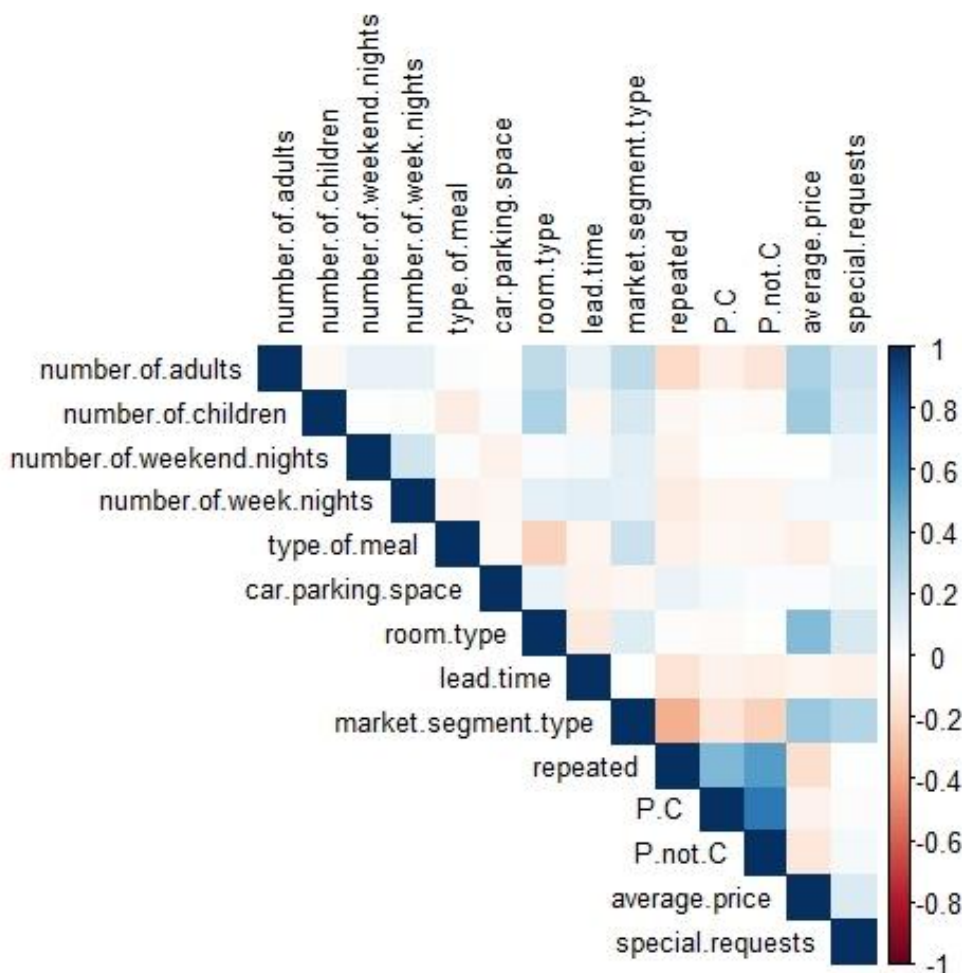 number.of.adults
number.of.children
number.of.weekend.nights
number.of.week.nights
type.of.meal
car.parking.space
room.type
lead.time
market.segment.type
repeated
P.C
P.not.C
average.price
special.requests
number.of.adults
number.of.children
number.of.weekend.nights
number.of.week.nights
type.of.meal
car.parking.space
room.type
lead.time
market.segment.type
repeated
P.C
P.not.C
average.price
special.requests
1
0.8
0.6
0.4
0.2
0
-0.2
-0.4
-0.6
-0.8
-1